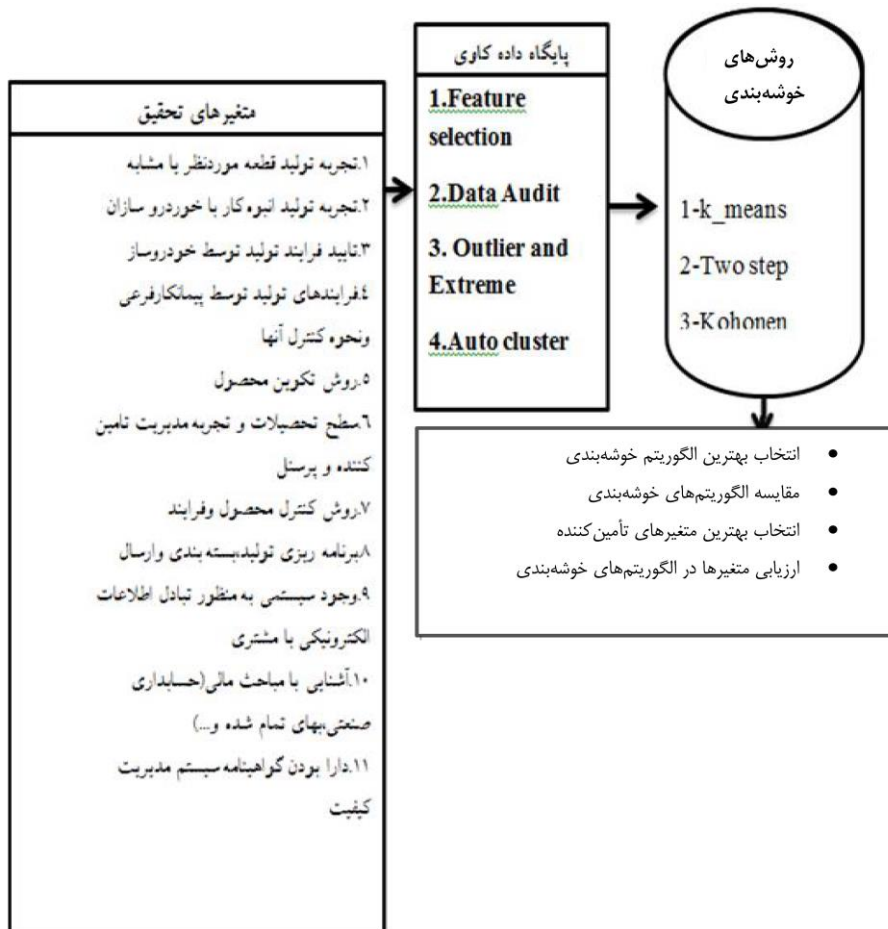 متغیرهای تحقیق
۱.تجربه تولید قطعه موردنظر یا مشابه
۲.تجربه تولید انبوه کار با خوردرو سازان
۳.تایید فرایند تولید توسط خودروساز
۴.فرایندهای تولید توسط پیمانکارفرعی
ونحوه کنترل آنها
۵.روش تکوین محصول
۶.سطح تحصیلات و تجربه مدیریت تامین
کننده و پرسنل
۷.روش کنترل محصول وفرایند
۸.برنامه ریزی تولید،بسته بندی وارسال
۹.وجود سیستمی به منظور تبادل اطلاعات
الکترونیکی با مشتری
۱۰.آشنایی با مباحث مالی(حسابداری
صنعتی،بهای تمام شده و...)
۱۱.دارا بودن گواهینامه سیستم مدیریت
کیفیت
پایگاه داده کاوی
1.Feature
selection
2.Data Audit
3. Outlier and
Extreme
4.Auto cluster
روش‌های
خوشه‌بندی
1-k_means
2-Two step
3-Kohonen
• انتخاب بهترین الگوریتم خوشه‌بندی
• مقایسه الگوریتم‌های خوشه‌بندی
• انتخاب بهترین متغیرهای تأمین‌کننده
• ارزیابی متغیرها در الگوریتم‌های خوشه‌بندی